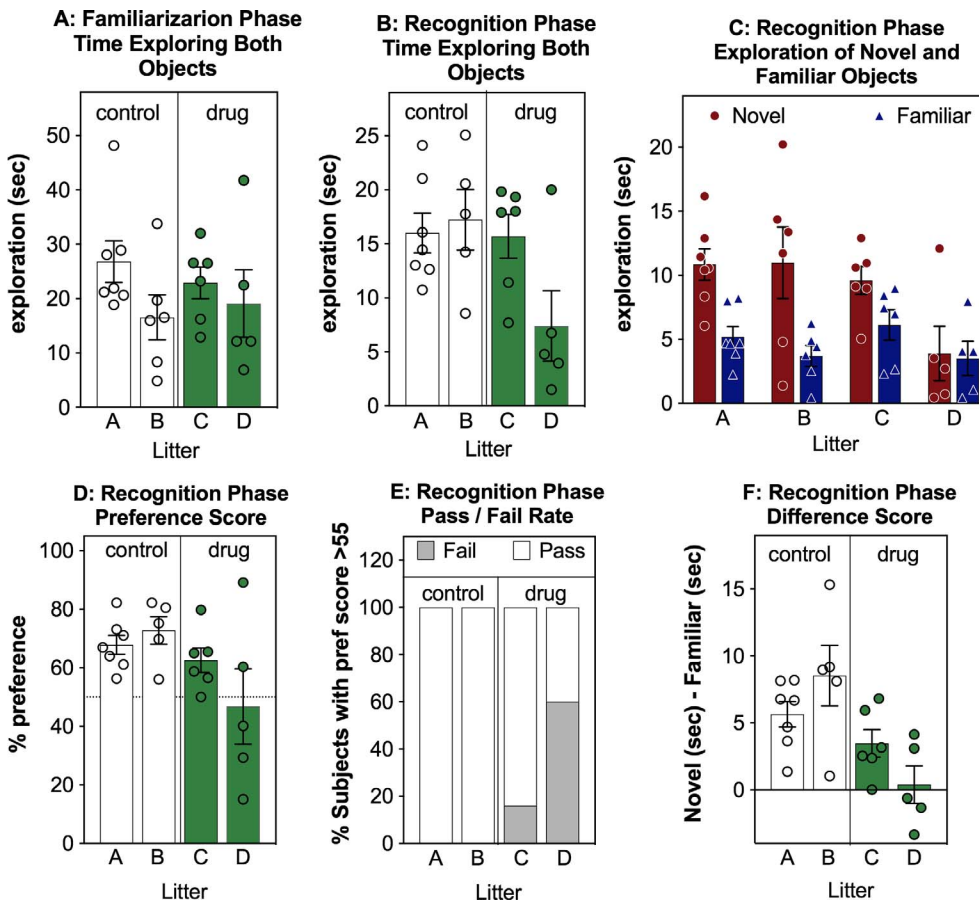 A: Familiarizarion Phase
Time Exploring Both
Objects
control
drug
exploration (sec)
50
40
30
20
10
0
A
B
C
D
Litter
B: Recognition Phase
Time Exploring Both
Objects
control
drug
exploration (sec)
25
20
15
10
5
0
A
B
C
D
Litter
C: Recognition Phase
Exploration of Novel and
Familiar Objects
Novel
Familiar
exploration (sec)
20
15
10
5
0
A
B
C
D
Litter
D: Recognition Phase
Preference Score
control
drug
% preference
100
80
60
40
20
0
A
B
C
D
Litter
E: Recognition Phase
Pass / Fail Rate
Fail
Pass
control
drug
% Subjects with pref score >55
120
100
80
60
40
20
0
A
B
C
D
Litter
F: Recognition Phase
Difference Score
control
drug
Novel (sec) - Familiar (sec)
15
10
5
0
A
B
C
D
Litter